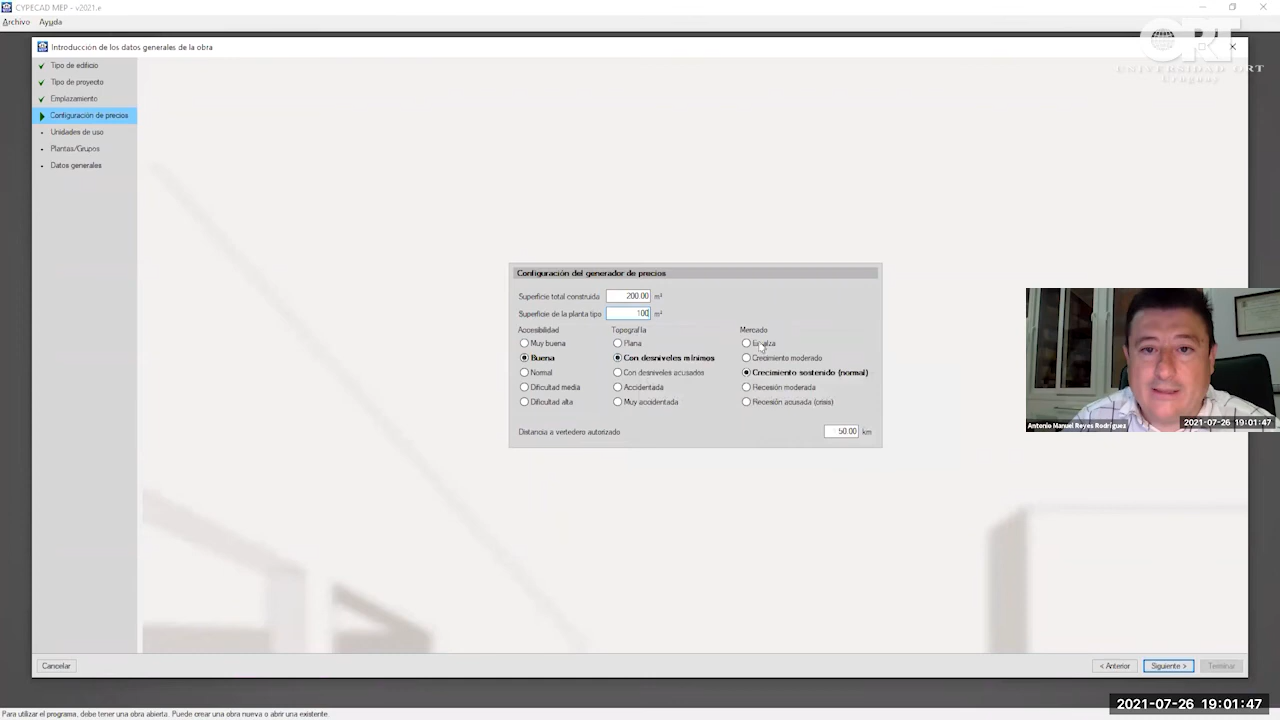 CYPECAD MEP - v2021.e
Archivo Ayuda
ORT
UNIVERSIDAD ORT
Uruguay
Introducción de los datos generales de la obra
Tipo de edificio
Tipo de proyecto
Emplazamiento
Configuración de precios
Unidades de uso
Plantas/Grupos
Datos generales
Configuración del generador de precios
Superficie total construida 200.00 m²
Superficie de la planta tipo 100 m²
Accesibilidad Topografía Mercado
Muy buena Plana
Buena Con desniveles mínimos Crecimiento moderado
Normal Con desniveles acusados Crecimiento sostenido (normal)
Dificultad media Accidentada Recesión moderada
Dificultad alta Muy accidentada Recesión acusada (crisis)
Distancia a vertedero autorizado 50.00 km
Antonio Manuel Reyes Rodríguez 2021-07-26 19:01:47
Cancelar < Anterior Siguiente > Terminar
2021-07-26 19:01:47
Para utilizar el programa, debe tener una obra abierta. Puede crear una obra nueva o abrir una existente.